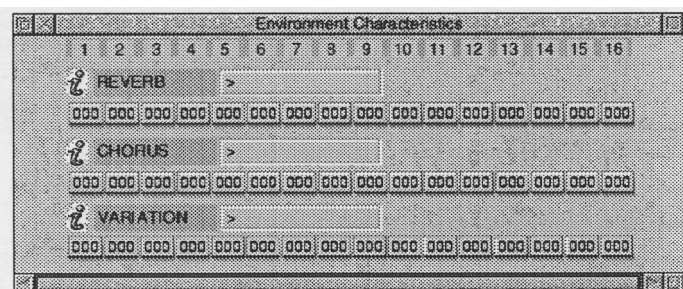 Environment Characteristics
1 2 3 4 5 6 7 8 9 10 11 12 13 14 15 16
i REVERB >
000 000 000 000 000 000 000 000 000 000 000 000 000 000 000 000
i CHORUS >
000 000 000 000 000 000 000 000 000 000 000 000 000 000 000 000
i VARIATION >
000 000 000 000 000 000 000 000 000 000 000 000 000 000 000 000